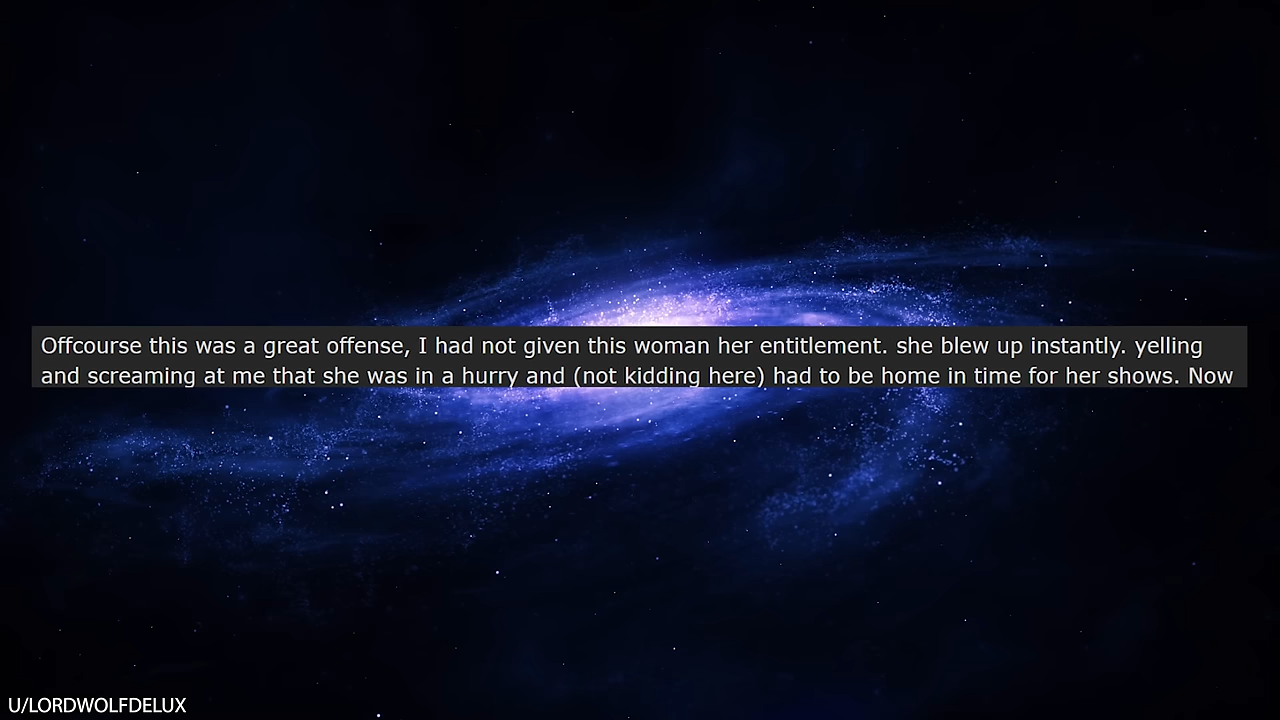 Offcourse this was a great offense, I had not given this woman her entitlement. she blew up instantly. yelling
and screaming at me that she was in a hurry and (not kidding here) had to be home in time for her shows. Now
U/LORDWOLFDELUX